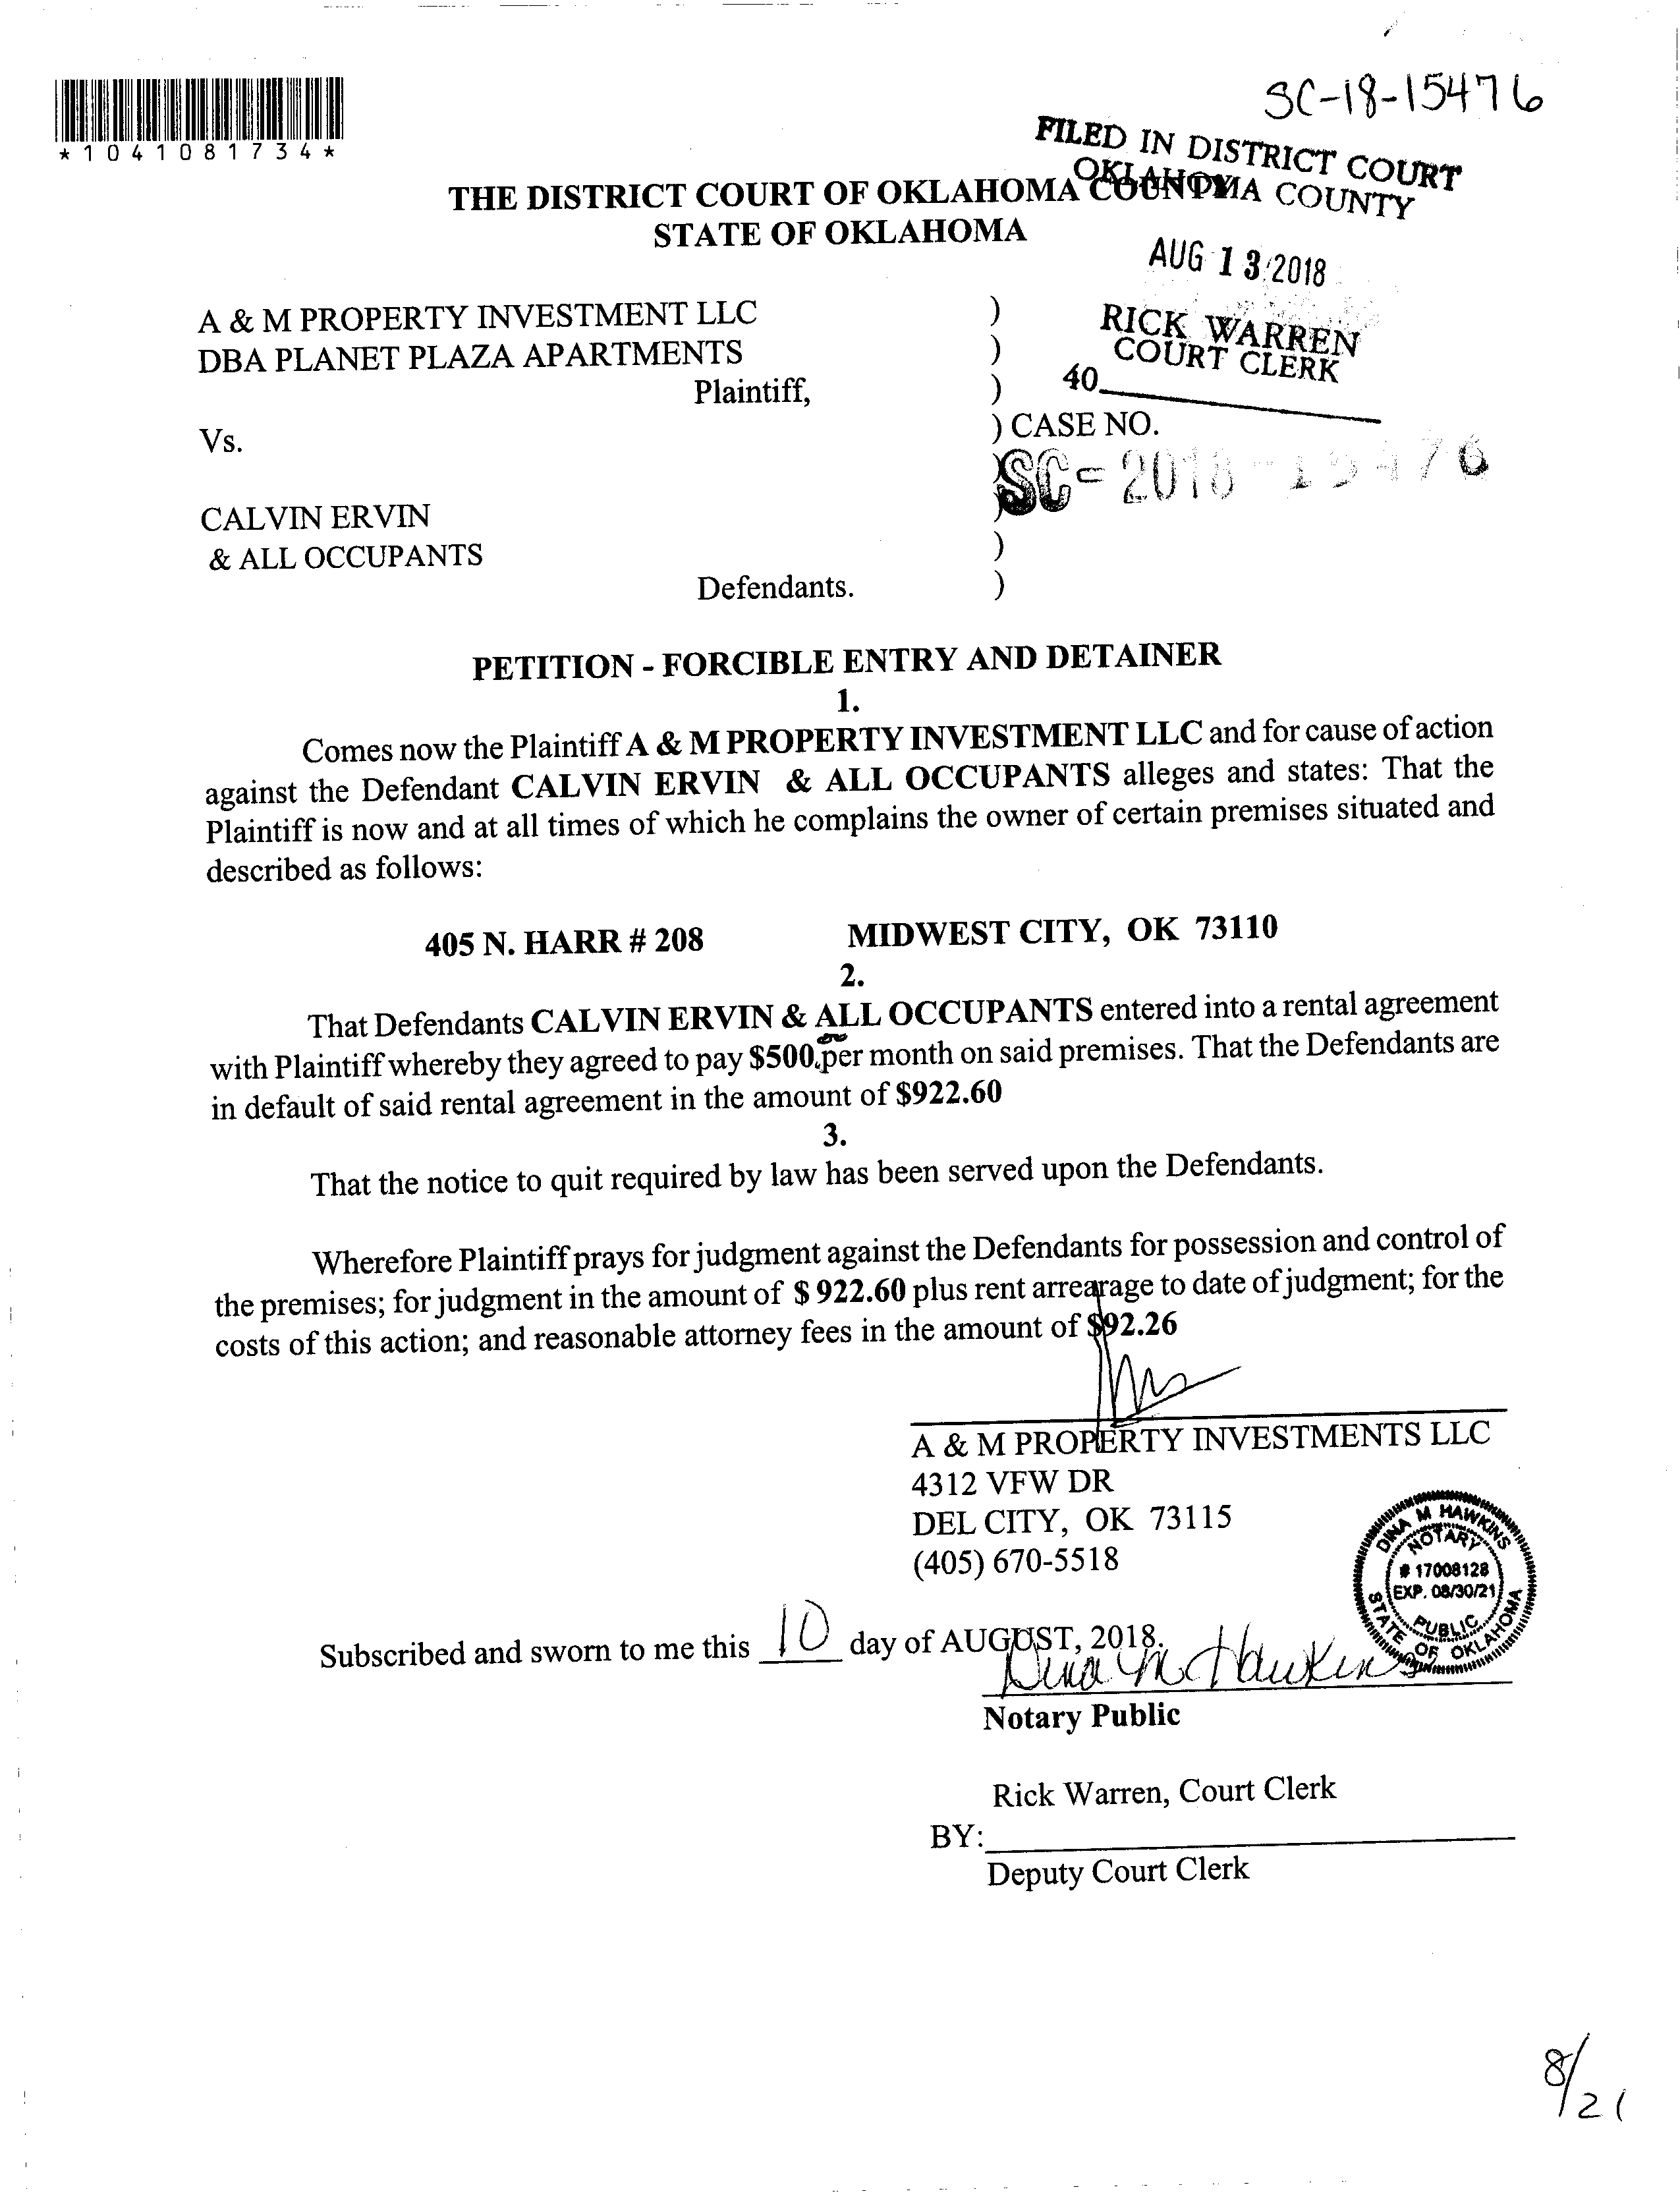 SC-18-15476
*1041081734*
FILED IN DISTRICT COURT
OKLAHOMA COUNTY
THE DISTRICT COURT OF OKLAHOMA COUNTY
STATE OF OKLAHOMA
AUG 13 2018
A & M PROPERTY INVESTMENT LLC )
RICK WARREN
COURT CLERK
DBA PLANET PLAZA APARTMENTS )
40
Plaintiff, )
Vs. ) CASE NO.
SC-2018-15476
CALVIN ERVIN )
& ALL OCCUPANTS )
Defendants. )
PETITION - FORCIBLE ENTRY AND DETAINER
1.
Comes now the Plaintiff A & M PROPERTY INVESTMENT LLC and for cause of action
against the Defendant CALVIN ERVIN & ALL OCCUPANTS alleges and states: That the
Plaintiff is now and at all times of which he complains the owner of certain premises situated and
described as follows:
405 N. HARR # 208 MIDWEST CITY, OK 73110
2.
That Defendants CALVIN ERVIN & ALL OCCUPANTS entered into a rental agreement
with Plaintiff whereby they agreed to pay $500.00 per month on said premises. That the Defendants are
in default of said rental agreement in the amount of $922.60
3.
That the notice to quit required by law has been served upon the Defendants.
Wherefore Plaintiff prays for judgment against the Defendants for possession and control of
the premises; for judgment in the amount of $ 922.60 plus rent arrearage to date of judgment; for the
costs of this action; and reasonable attorney fees in the amount of $92.26
A & M PROPERTY INVESTMENTS LLC
4312 VFW DR
DEL CITY, OK 73115
(405) 670-5518
DINA M HAWKINS
NOTARY
# 17008128
EXP. 08/30/21
PUBLIC
STATE OF OKLAHOMA
Subscribed and sworn to me this 10 day of AUGUST, 2018.
Dina M Hawkins
Notary Public
Rick Warren, Court Clerk
BY:
Deputy Court Clerk
8/21